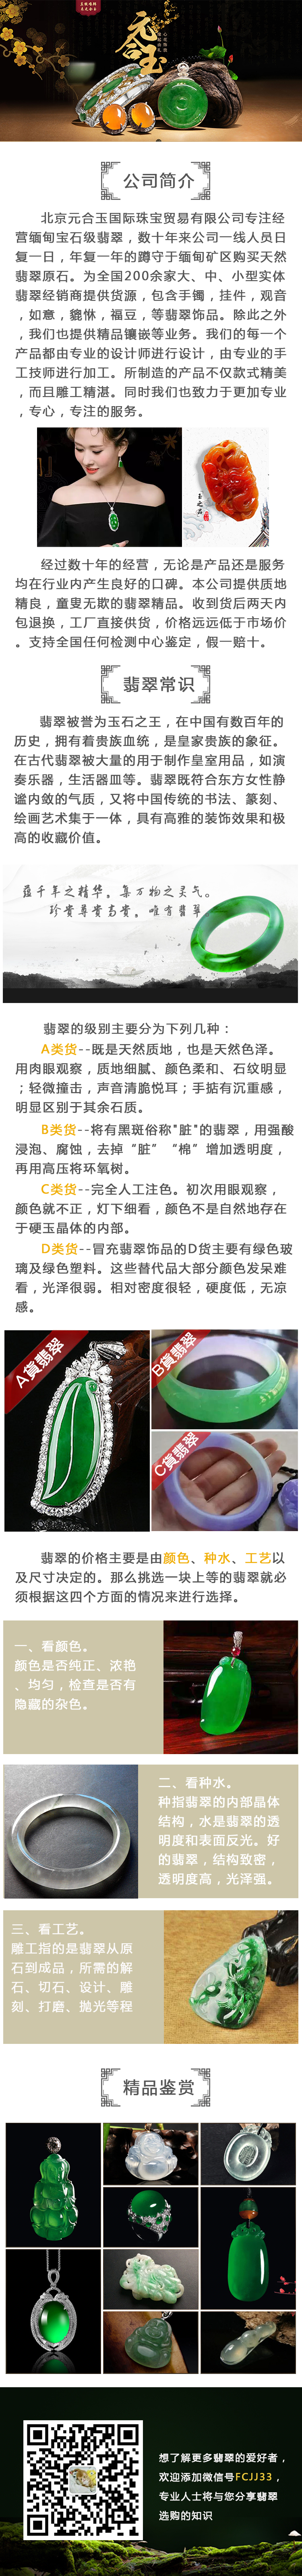 元合玉
公司简介
北京元合玉国际珠宝贸易有限公司专注经
营缅甸宝石级翡翠，数十年来公司一线人员日
复一日，年复一年的蹲守于缅甸矿区购买天然
翡翠原石。为全国200余家大、中、小型实体
翡翠经销商提供货源，包含手镯，挂件，观音
，如意，貔恘，福豆，等翡翠饰品。除此之外
，我们也提供精品镶嵌等业务。我们的每一个
产品都由专业的设计师进行设计，由专业的手
工技师进行加工。所制造的产品不仅款式精美
，而且雕工精湛。同时我们也致力于更加专业
，专心，专注的服务。
玉之品
经过数十年的经营，无论是产品还是服务
均在行业内产生良好的口碑。本公司提供质地
精良，童叟无欺的翡翠精品。收到货后两天内
包退换，工厂直接供货，价格远远低于市场价
。支持全国任何检测中心鉴定，假一赔十。
翡翠常识
翡翠被誉为玉石之王，在中国有数百年的
历史，拥有着贵族血统，是皇家贵族的象征。
在古代翡翠被大量的用于制作皇室用品，如演
奏乐器，生活器皿等。翡翠既符合东方女性静
谧内敛的气质，又将中国传统的书法、篆刻、
绘画艺术集于一体，具有高雅的装饰效果和极
高的收藏价值。
蕴千年之精华。集万物之灵气。
珍贵尊贵高贵。唯有翡翠
翡翠的级别主要分为下列几种：
A类货--既是天然质地，也是天然色泽。
用肉眼观察，质地细腻、颜色柔和、石纹明显
；轻微撞击，声音清脆悦耳；手掂有沉重感，
明显区别于其余石质。
B类货--将有黑斑俗称"脏"的翡翠，用强酸
浸泡、腐蚀，去掉“脏”“棉”增加透明度，
再用高压将环氧树。
C类货--完全人工注色。初次用眼观察，
颜色就不正，灯下细看，颜色不是自然地存在
于硬玉晶体的内部。
D类货--冒充翡翠饰品的D货主要有绿色玻
璃及绿色塑料。这些替代品大部分颜色发呆难
看，光泽很弱。相对密度很轻，硬度低，无凉
感。
A货翡翠
B货翡翠
C货翡翠
翡翠的价格主要是由颜色、种水、工艺以
及尺寸决定的。那么挑选一块上等的翡翠就必
须根据这四个方面的情况来进行选择。
一、看颜色。
颜色是否纯正、浓艳
、均匀，检查是否有
隐藏的杂色。
二、看种水。
种指翡翠的内部晶体
结构，水是翡翠的透
明度和表面反光。好
的翡翠，结构致密，
透明度高，光泽强。
三、看工艺。
雕工指的是翡翠从原
石到成品，所需的解
石、切石、设计、雕
刻、打磨、抛光等程
精品鉴赏
想了解更多翡翠的爱好者，
欢迎添加微信号FCJJ33，
专业人士将与您分享翡翠
选购的知识